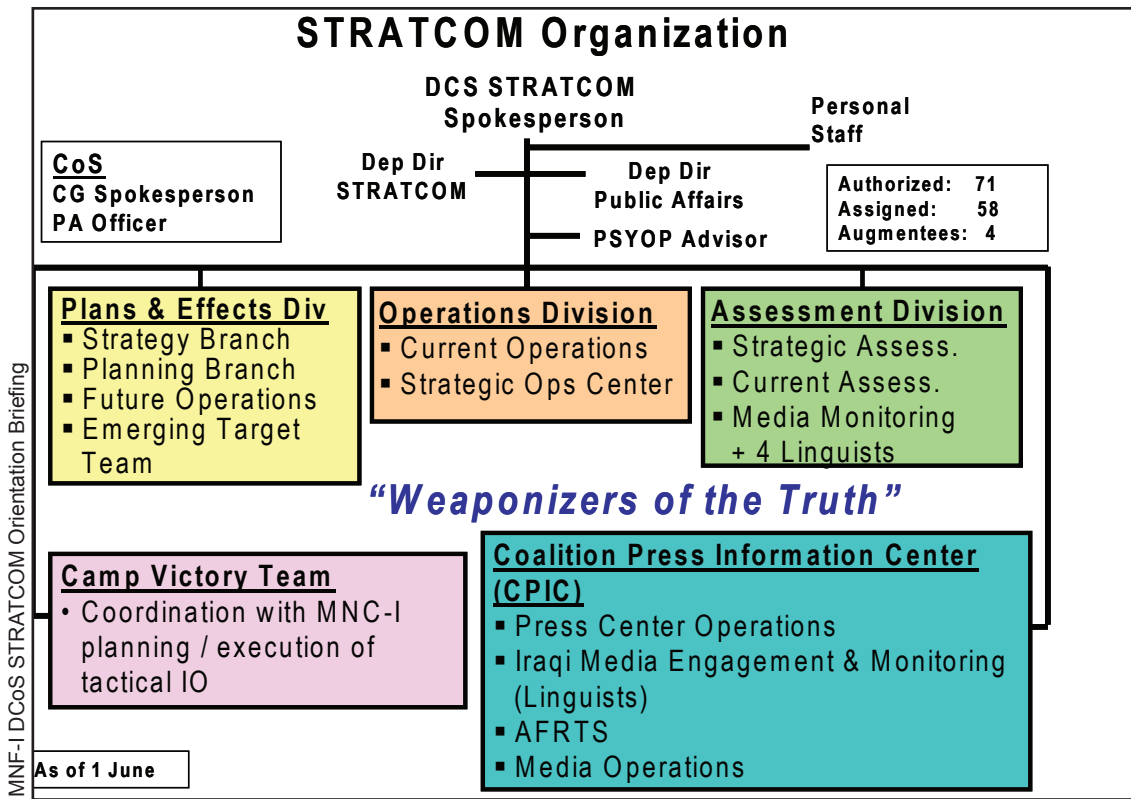 STRATCOM Organization
DCS STRATCOM
Spokesperson
Personal
Staff
CoS
CG Spokesperson
PA Officer
Dep Dir
STRATCOM
Dep Dir
Public Affairs
PSYOP Advisor
Authorized: 71
Assigned: 58
Augmentees: 4
Plans & Effects Div
▪ Strategy Branch
▪ Planning Branch
▪ Future Operations
▪ Emerging Target
Team
Operations Division
▪ Current Operations
▪ Strategic Ops Center
Assessment Division
▪ Strategic Assess.
▪ Current Assess.
▪ Media Monitoring
+ 4 Linguists
“Weaponizers of the Truth”
Camp Victory Team
• Coordination with MNC-I
planning / execution of
tactical IO
Coalition Press Information Center
(CPIC)
▪ Press Center Operations
▪ Iraqi Media Engagement & Monitoring
(Linguists)
▪ AFRTS
▪ Media Operations
As of 1 June
MNF-I DCoS STRATCOM Orientation Briefing